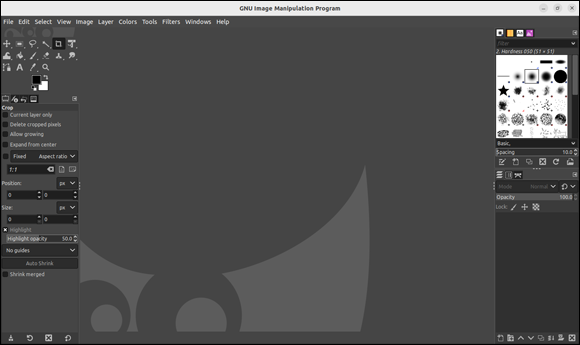 GNU Image Manipulation Program
File Edit Select View Image Layer Colors Tools Filters Windows Help
Filter
2. Hardness 050 (51 × 51)
Crop
Current layer only
Delete cropped pixels
Allow growing
Expand from center
Fixed Aspect ratio
1:1
Position: px
0 0
Size: px
0 0
Highlight
Highlight opacity 50.0
No guides
Auto Shrink
Shrink merged
Basic,
Spacing 10.0
Mode Normal
Opacity 100.0
Lock: